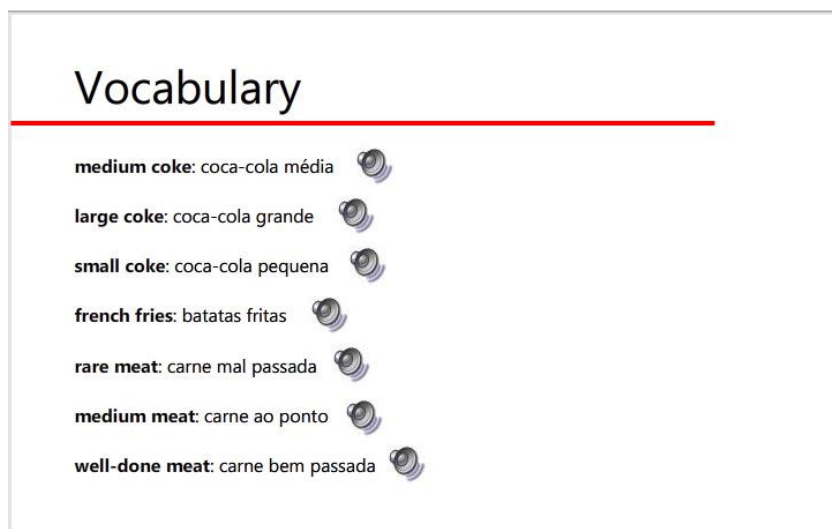 Vocabulary
medium coke: coca-cola média
large coke: coca-cola grande
small coke: coca-cola pequena
french fries: batatas fritas
rare meat: carne mal passada
medium meat: carne ao ponto
well-done meat: carne bem passada